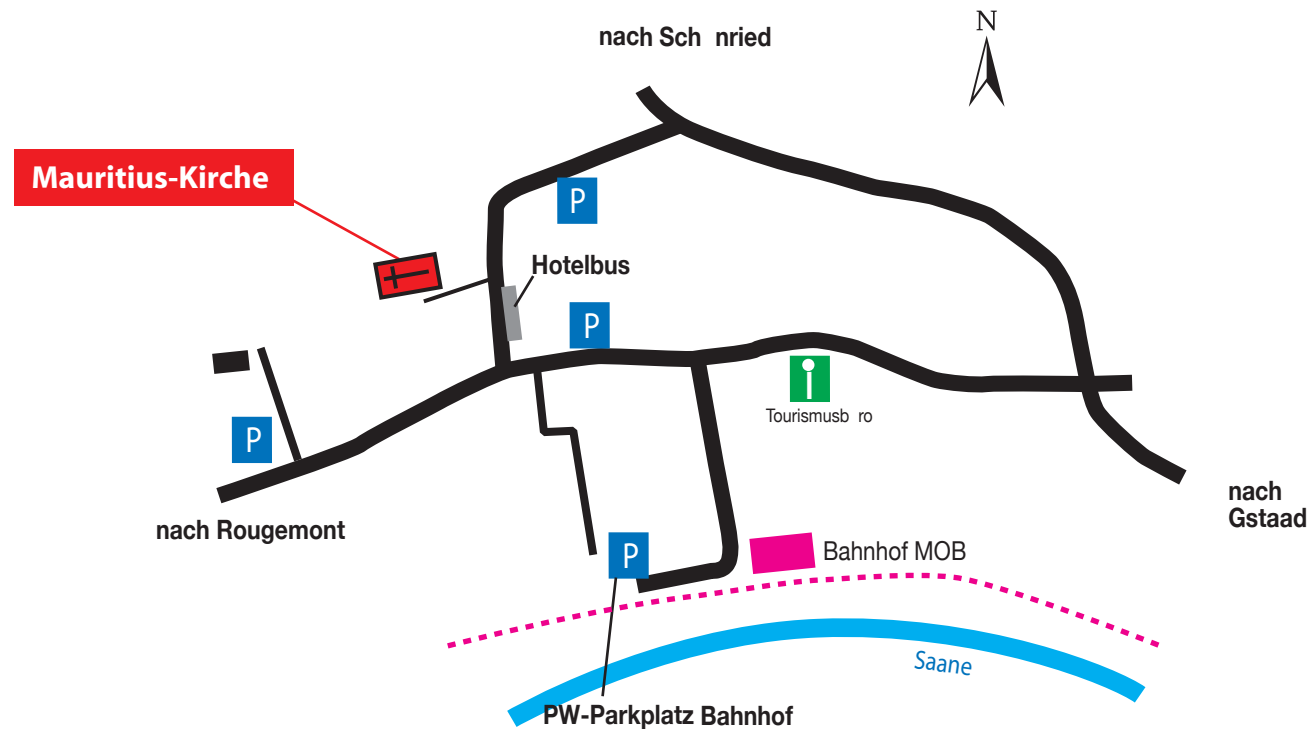 nach Sch nried
N
Mauritius-Kirche
P
Hotelbus
P
P
Tourismusb ro
nach Rougemont
nach
Gstaad
P
Bahnhof MOB
Saane
PW-Parkplatz Bahnhof